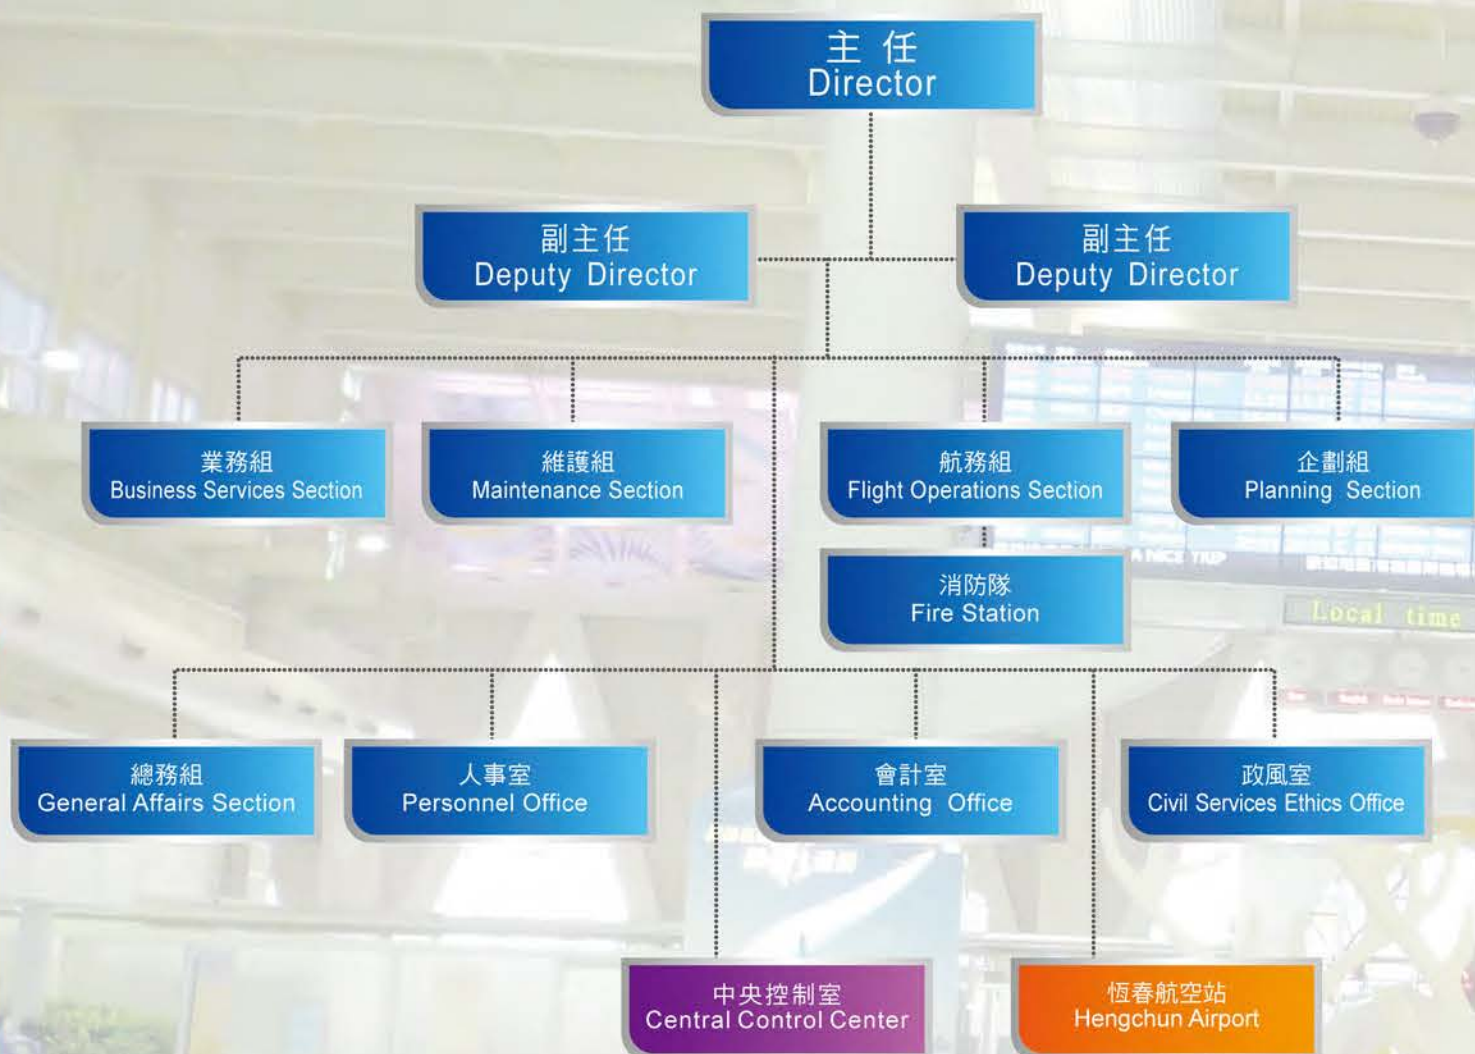 主 任
Director
副主任
Deputy Director
副主任
Deputy Director
業務組
Business Services Section
維護組
Maintenance Section
航務組
Flight Operations Section
企劃組
Planning Section
A NICE TRIP
消防隊
Fire Station
Local time
總務組
General Affairs Section
人事室
Personnel Office
會計室
Accounting Office
政風室
Civil Services Ethics Office
中央控制室
Central Control Center
恆春航空站
Hengchun Airport